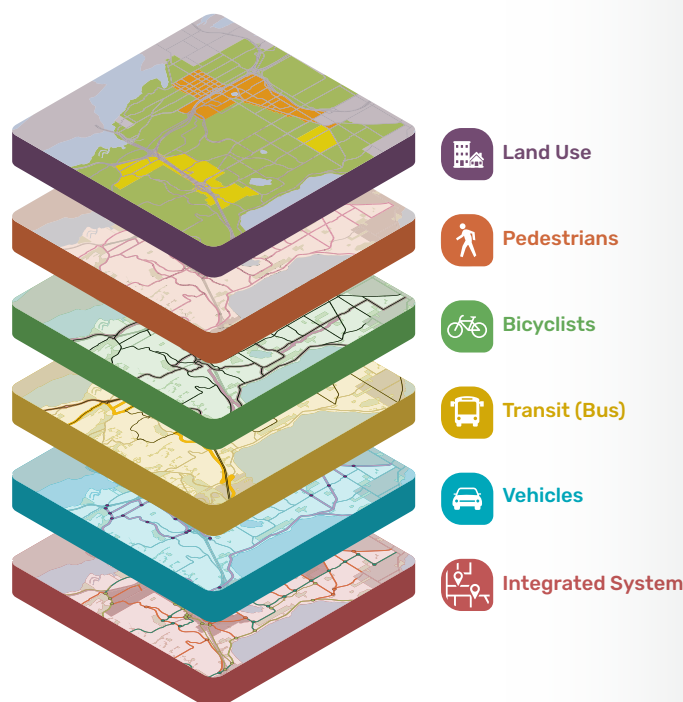 Land Use
Pedestrians
Bicyclists
Transit (Bus)
Vehicles
Integrated System